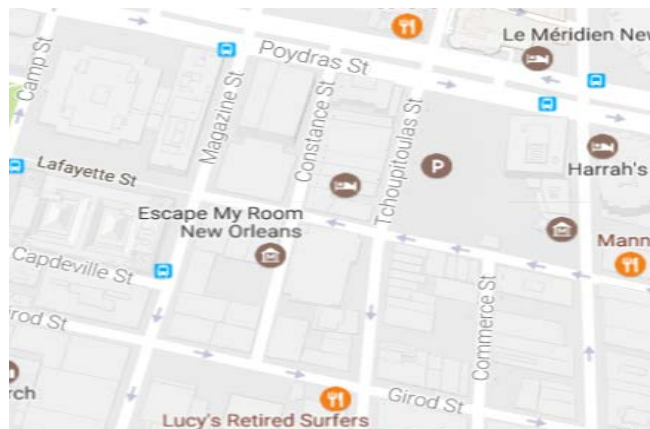 Le Méridien New
Poydras St
Camp St
Magazine St
Constance St
Tchoupitoulas St
P
Lafayette St
Harrah's
Escape My Room
New Orleans
Mann
Capdeville St
Commerce St
Girod St
rch
Girod St
Lucy's Retired Surfers